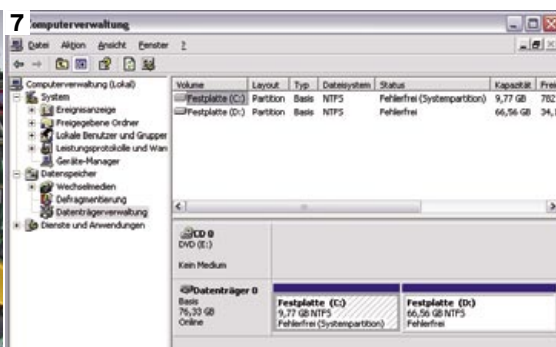 7
Computerverwaltung
Datei Aktion Ansicht Fenster ?
Computerverwaltung (Lokal)
System
Ereignisanzeige
Freigegebene Ordner
Lokale Benutzer und Gruppen
Leistungsprotokolle und Warn
Geräte-Manager
Datenspeicher
Wechselmedien
Defragmentierung
Datenträgerverwaltung
Dienste und Anwendungen
Volume Layout Typ Dateisystem Status Kapazität Frei
Festplatte (C:) Partition Basis NTFS Fehlerfrei (Systempartition) 9,77 GB 782
Festplatte (D:) Partition Basis NTFS Fehlerfrei 66,56 GB 34,1
CD 0
DVD (E:)
Kein Medium
Datenträger 0
Basis
76,33 GB
Online
Festplatte (C:)
9,77 GB NTFS
Fehlerfrei (Systempartition)
Festplatte (D:)
66,56 GB NTFS
Fehlerfrei